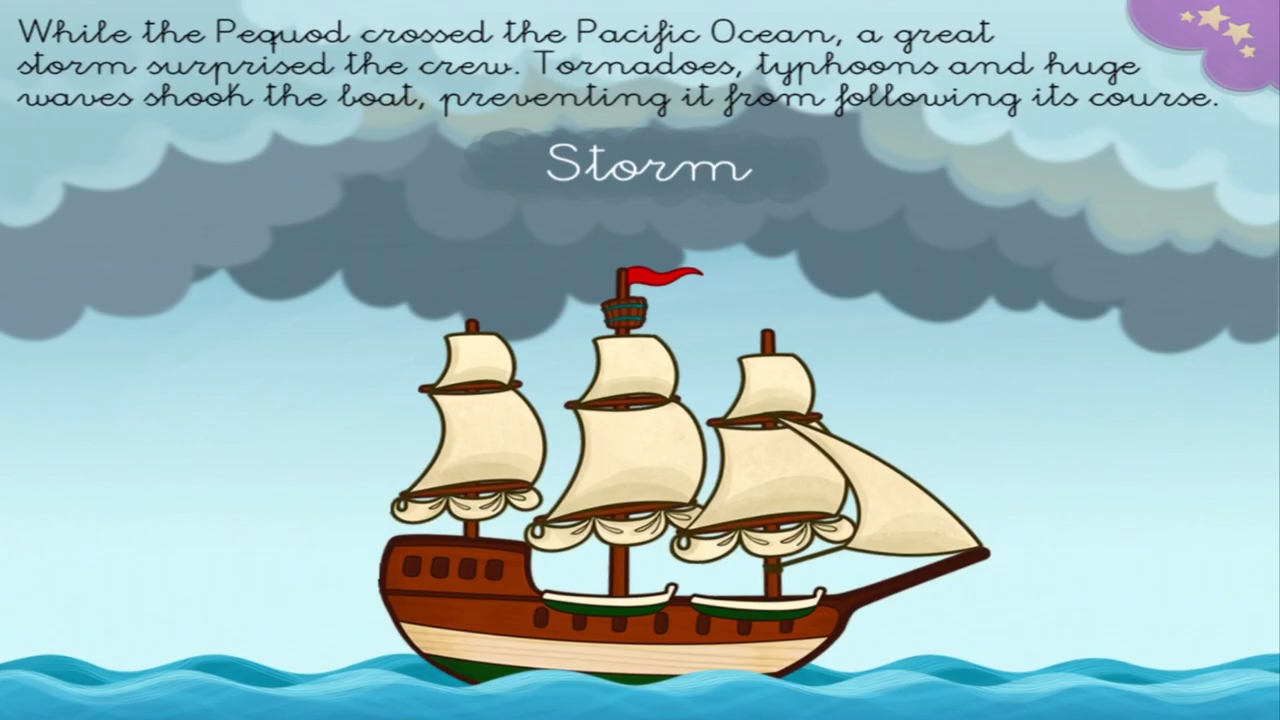 While the Pequod crossed the Pacific Ocean, a great
storm surprised the crew. Tornadoes, typhoons and huge
waves shook the boat, preventing it from following its course.
Storm